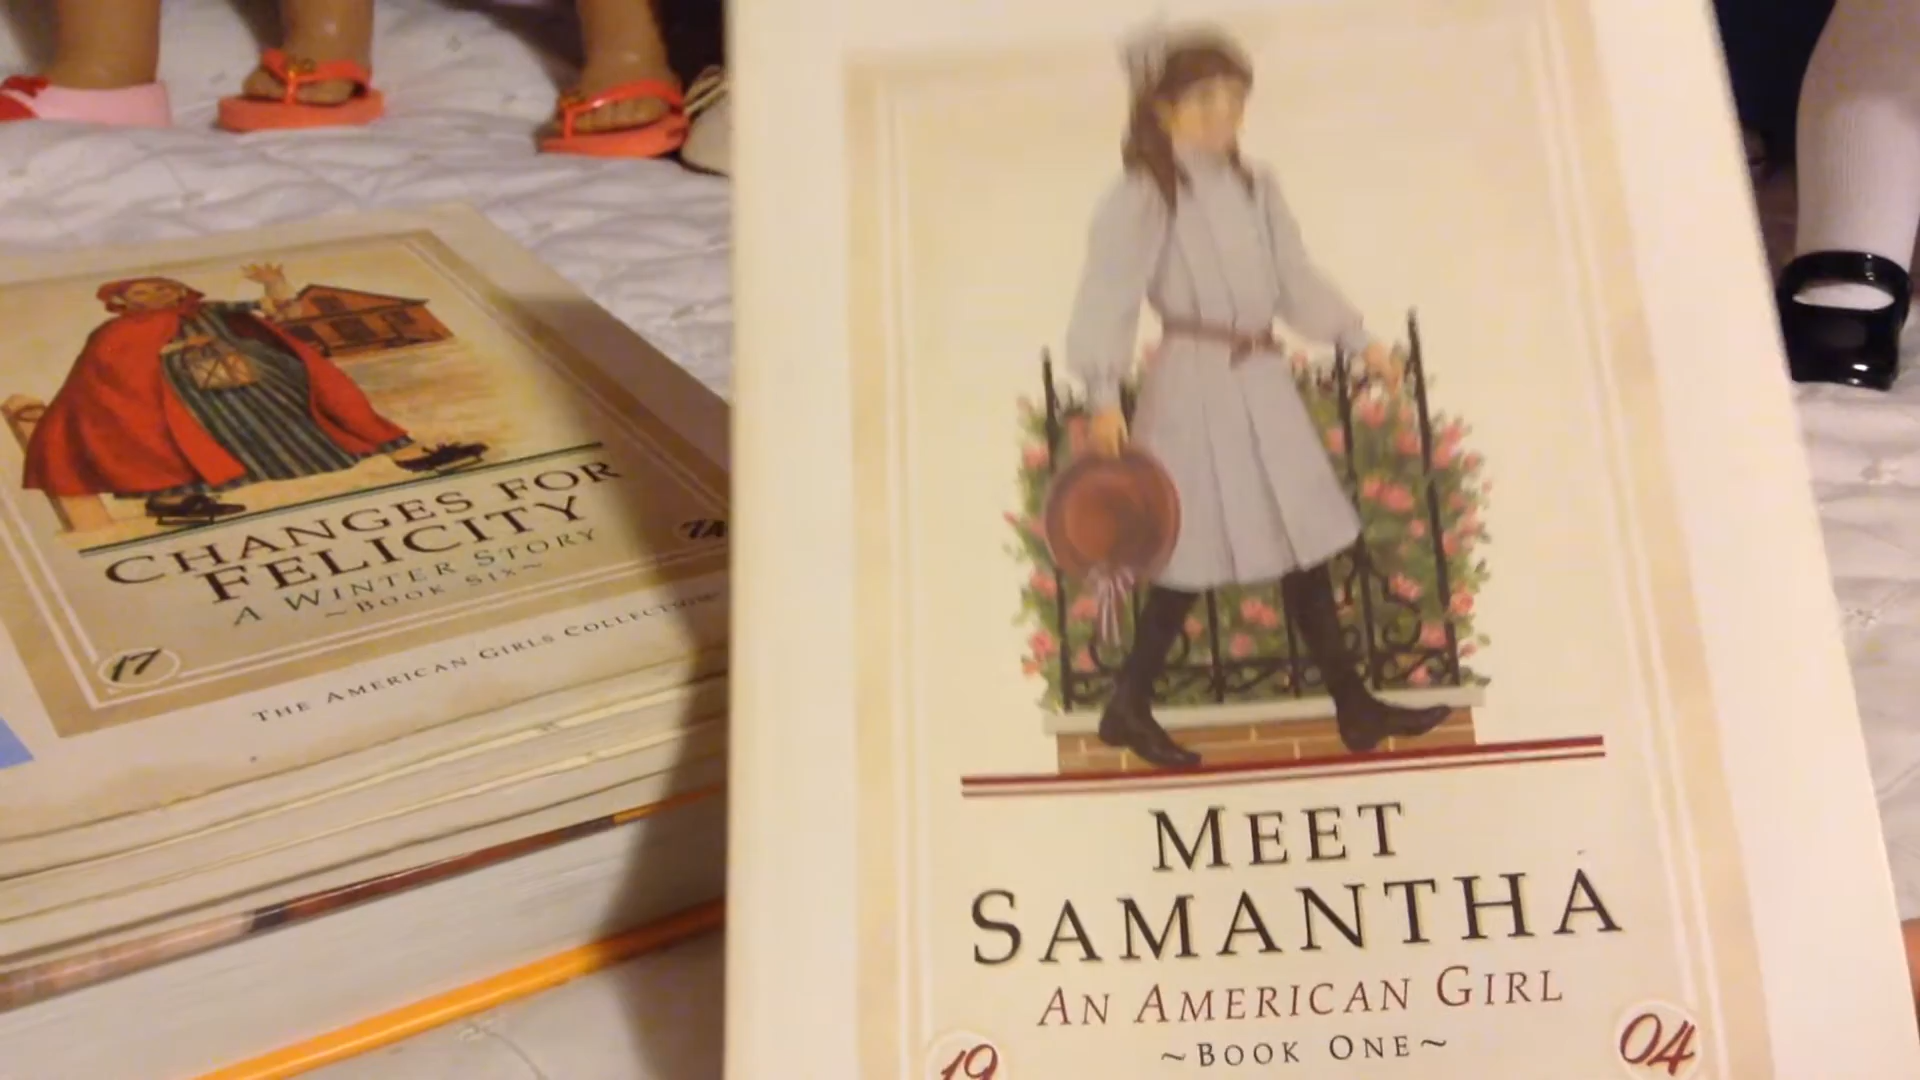 CHANGES FOR
FELICITY
A WINTER STORY
~BOOK SIX~
17 74
THE AMERICAN GIRLS COLLECTION
MEET
SAMANTHA
AN AMERICAN GIRL
~BOOK ONE~
19 04